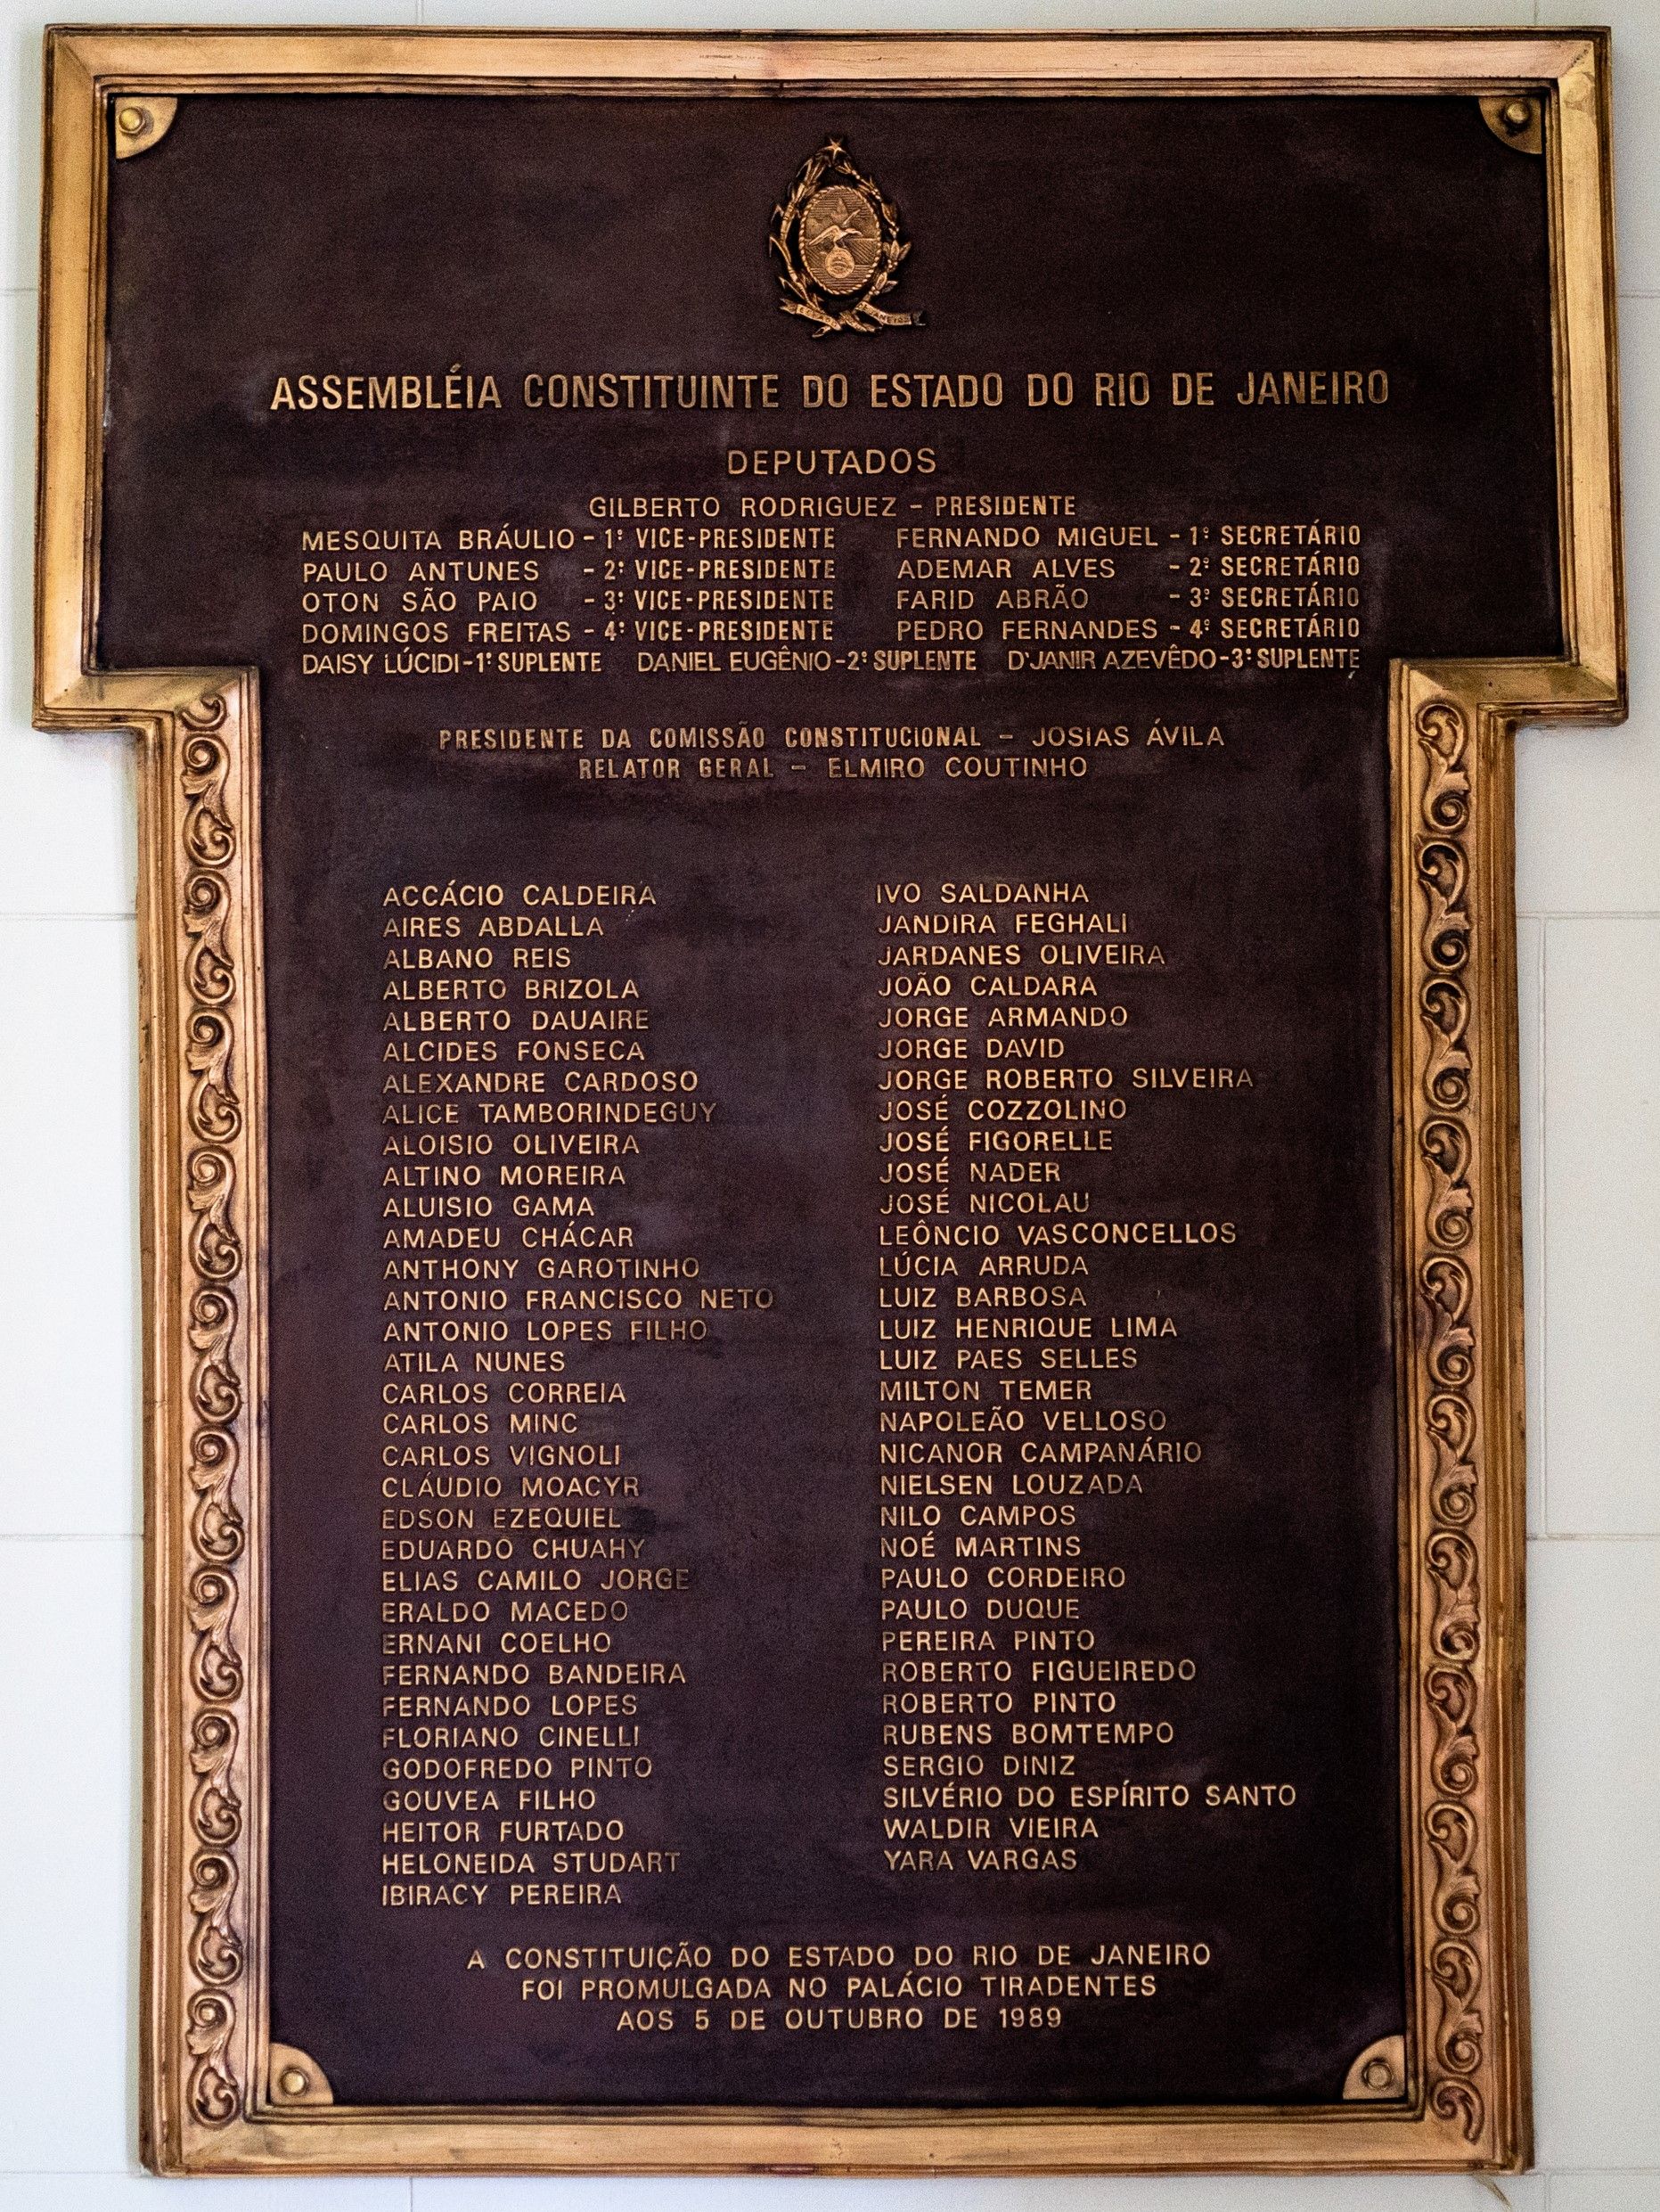 ASSEMBLÉIA CONSTITUINTE DO ESTADO DO RIO DE JANEIRO
DEPUTADOS
GILBERTO RODRIGUEZ - PRESIDENTE
MESQUITA BRÁULIO - 1º VICE-PRESIDENTE FERNANDO MIGUEL - 1º SECRETÁRIO
PAULO ANTUNES - 2º VICE-PRESIDENTE ADEMAR ALVES - 2º SECRETÁRIO
OTON SÃO PAIO - 3º VICE-PRESIDENTE FARID ABRÃO - 3º SECRETÁRIO
DOMINGOS FREITAS - 4º VICE-PRESIDENTE PEDRO FERNANDES - 4º SECRETÁRIO
DAISY LÚCIDI-1º SUPLENTE DANIEL EUGÊNIO-2º SUPLENTE D'JANIR AZEVÊDO-3º SUPLENTE
PRESIDENTE DA COMISSÃO CONSTITUCIONAL - JOSIAS ÁVILA
RELATOR GERAL - ELMIRO COUTINHO
ACCÁCIO CALDEIRA
AIRES ABDALLA
ALBANO REIS
ALBERTO BRIZOLA
ALBERTO DAUAIRE
ALCIDES FONSECA
ALEXANDRE CARDOSO
ALICE TAMBORINDEGUY
ALOISIO OLIVEIRA
ALTINO MOREIRA
ALUISIO GAMA
AMADEU CHÁCAR
ANTHONY GAROTINHO
ANTONIO FRANCISCO NETO
ANTONIO LOPES FILHO
ATILA NUNES
CARLOS CORREIA
CARLOS MINC
CARLOS VIGNOLI
CLÁUDIO MOACYR
EDSON EZEQUIEL
EDUARDO CHUAHY
ELIAS CAMILO JORGE
ERALDO MACEDO
ERNANI COELHO
FERNANDO BANDEIRA
FERNANDO LOPES
FLORIANO CINELLI
GODOFREDO PINTO
GOUVEA FILHO
HEITOR FURTADO
HELONEIDA STUDART
IBIRACY PEREIRA
IVO SALDANHA
JANDIRA FEGHALI
JARDANES OLIVEIRA
JOÃO CALDARA
JORGE ARMANDO
JORGE DAVID
JORGE ROBERTO SILVEIRA
JOSÉ COZZOLINO
JOSÉ FIGORELLE
JOSÉ NADER
JOSÉ NICOLAU
LEÔNCIO VASCONCELLOS
LÚCIA ARRUDA
LUIZ BARBOSA
LUIZ HENRIQUE LIMA
LUIZ PAES SELLES
MILTON TEMER
NAPOLEÃO VELLOSO
NICANOR CAMPANÁRIO
NIELSEN LOUZADA
NILO CAMPOS
NOÉ MARTINS
PAULO CORDEIRO
PAULO DUQUE
PEREIRA PINTO
ROBERTO FIGUEIREDO
ROBERTO PINTO
RUBENS BOMTEMPO
SERGIO DINIZ
SILVÉRIO DO ESPÍRITO SANTO
WALDIR VIEIRA
YARA VARGAS
A CONSTITUIÇÃO DO ESTADO DO RIO DE JANEIRO
FOI PROMULGADA NO PALÁCIO TIRADENTES
AOS 5 DE OUTUBRO DE 1989